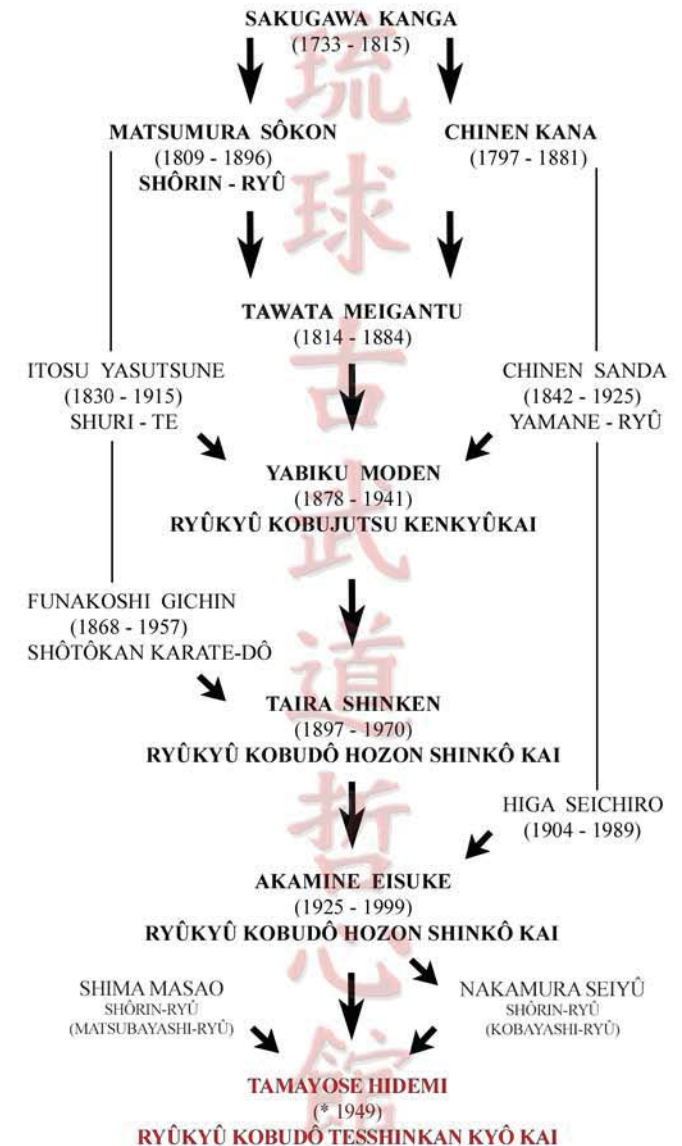 SAKUGAWA KANGA
(1733 - 1815)
MATSUMURA SÔKON
(1809 - 1896)
SHÔRIN - RYÛ
CHINEN KANA
(1797 - 1881)
TAWATA MEIGANTU
(1814 - 1884)
ITOSU YASUTSUNE
(1830 - 1915)
SHURI - TE
CHINEN SANDA
(1842 - 1925)
YAMANE - RYÛ
YABIKU MODEN
(1878 - 1941)
RYÛKYÛ KOBUJUTSU KENKYÛKAI
FUNAKOSHI GICHIN
(1868 - 1957)
SHÔTÔKAN KARATE-DÔ
TAIRA SHINKEN
(1897 - 1970)
RYÛKYÛ KOBUDÔ HOZON SHINKÔ KAI
HIGA SEICHIRO
(1904 - 1989)
AKAMINE EISUKE
(1925 - 1999)
RYÛKYÛ KOBUDÔ HOZON SHINKÔ KAI
SHIMA MASAO
SHÔRIN-RYÛ
(MATSUBAYASHI-RYÛ)
NAKAMURA SEIYÛ
SHÔRIN-RYÛ
(KOBAYASHI-RYÛ)
TAMAYOSE HIDEMI
(* 1949)
RYÛKYÛ KOBUDÔ TESSHINKAN KYÔ KAI
琉球古武道哲心館